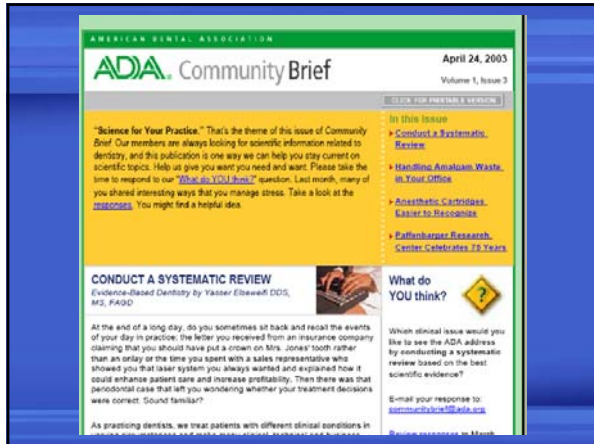 AMERICAN DENTAL ASSOCIATION
ADA. Community Brief
April 24, 2003
Volume 1, Issue 3
CLICK FOR PRINTABLE VERSION
"Science for Your Practice." That's the theme of this issue of Community
Brief. Our members are always looking for scientific information related to
dentistry, and this publication is one way we can help you stay current on
scientific topics. Help us give you want you need and want. Please take the
time to respond to our "What do YOU think?" question. Last month, many of
you shared interesting ways that you manage stress. Take a look at the
responses. You might find a helpful idea.
In this Issue
Conduct a Systematic
Review
Handling Amalgam Waste
in Your Office
Anesthetic Cartridges
Easier to Recognize
Paffenbarger Research
Center Celebrates 75 Years
CONDUCT A SYSTEMATIC REVIEW
Evidence-Based Dentistry by Yasser Elseweifi DDS,
MS, FAGD
At the end of a long day, do you sometimes sit back and recall the events
of your day in practice; the letter you received from an insurance company
claiming that you should have put a crown on Mrs. Jones' tooth rather
than an onlay or the time you spent with a sales representative who
showed you that laser system you always wanted and explained how it
could enhance patient care and increase profitability. Then there was that
periodontal case that left you wondering whether your treatment decisions
were correct. Sound familiar?
As practicing dentists, we treat patients with different clinical conditions in
What do
YOU think?
?
Which clinical issue would you
like to see the ADA address
by conducting a systematic
review based on the best
scientific evidence?
E-mail your response to:
communitybrief@ada.org
Review responses to March